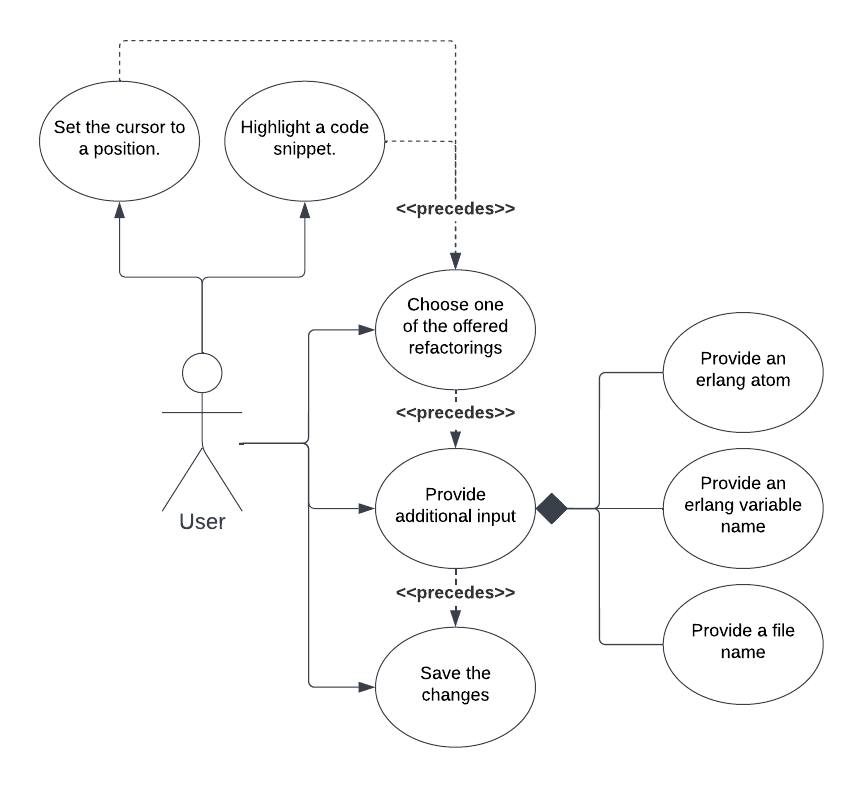 Set the cursor to
a position.
Highlight a code
snippet.
<<precedes>>
Choose one
of the offered
refactorings
<<precedes>>
Provide an
erlang atom
Provide
additional input
Provide an
erlang variable
name
User
<<precedes>>
Provide a file
name
Save the
changes